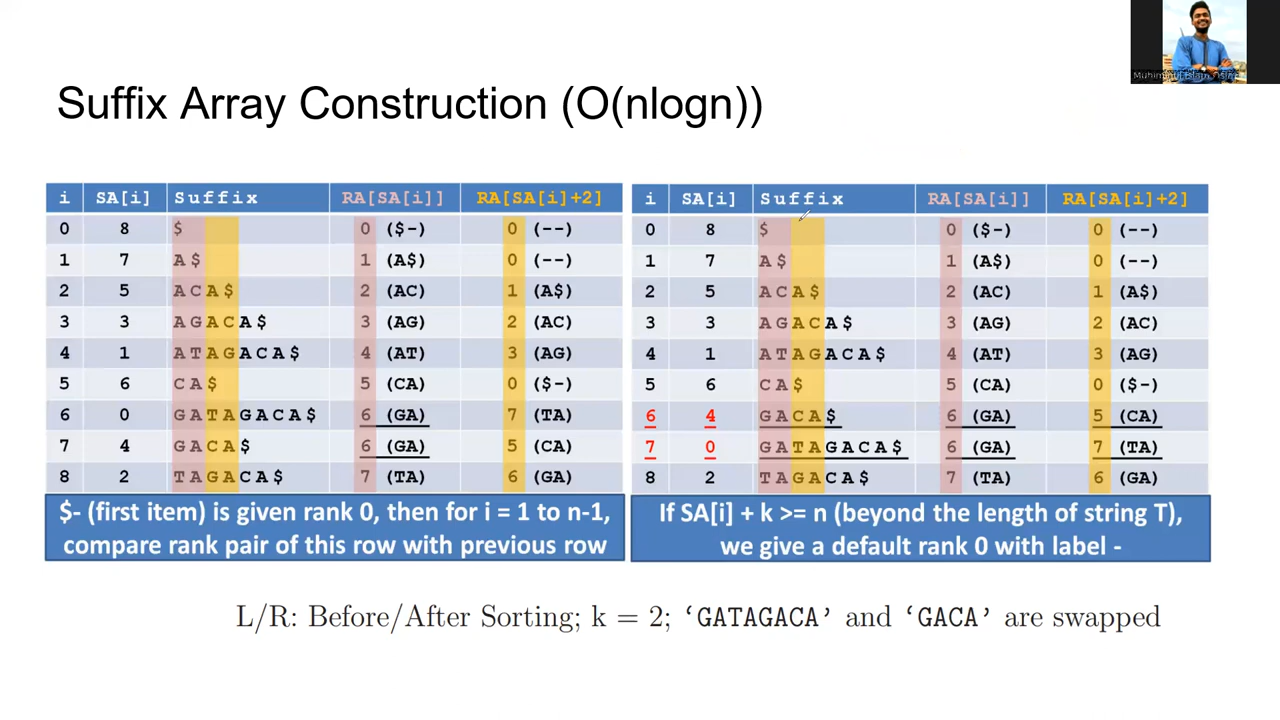 Muhiminul Islam Osim
Suffix Array Construction (O(nlogn))
i SA[i] Suffix RA[SA[i]] RA[SA[i]+2]
0 8 $ 0 ($-) 0 (--)
1 7 A$ 1 (A$) 0 (--)
2 5 ACA$ 2 (AC) 1 (A$)
3 3 AGACA$ 3 (AG) 2 (AC)
4 1 ATAGACA$ 4 (AT) 3 (AG)
5 6 CA$ 5 (CA) 0 ($-)
6 0 GATAGACA$ 6 (GA) 7 (TA)
7 4 GACA$ 6 (GA) 5 (CA)
8 2 TAGACA$ 7 (TA) 6 (GA)
$- (first item) is given rank 0, then for i = 1 to n-1,
compare rank pair of this row with previous row
i SA[i] Suffix RA[SA[i]] RA[SA[i]+2]
0 8 $ 0 ($-) 0 (--)
1 7 A$ 1 (A$) 0 (--)
2 5 ACA$ 2 (AC) 1 (A$)
3 3 AGACA$ 3 (AG) 2 (AC)
4 1 ATAGACA$ 4 (AT) 3 (AG)
5 6 CA$ 5 (CA) 0 ($-)
6 4 GACA$ 6 (GA) 5 (CA)
7 0 GATAGACA$ 6 (GA) 7 (TA)
8 2 TAGACA$ 7 (TA) 6 (GA)
If SA[i] + k >= n (beyond the length of string T),
we give a default rank 0 with label -
L/R: Before/After Sorting; k = 2; ‘GATAGACA’ and ‘GACA’ are swapped